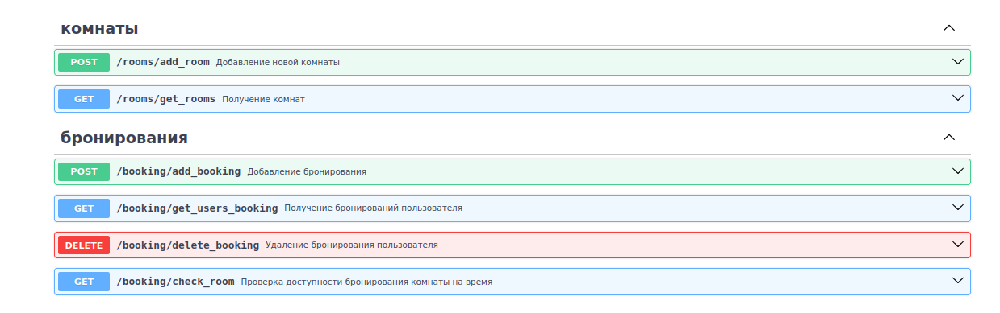 комнаты
POST /rooms/add_room Добавление новой комнаты
GET /rooms/get_rooms Получение комнат
бронирования
POST /booking/add_booking Добавление бронирования
GET /booking/get_users_booking Получение бронирований пользователя
DELETE /booking/delete_booking Удаление бронирования пользователя
GET /booking/check_room Проверка доступности бронирования комнаты на время